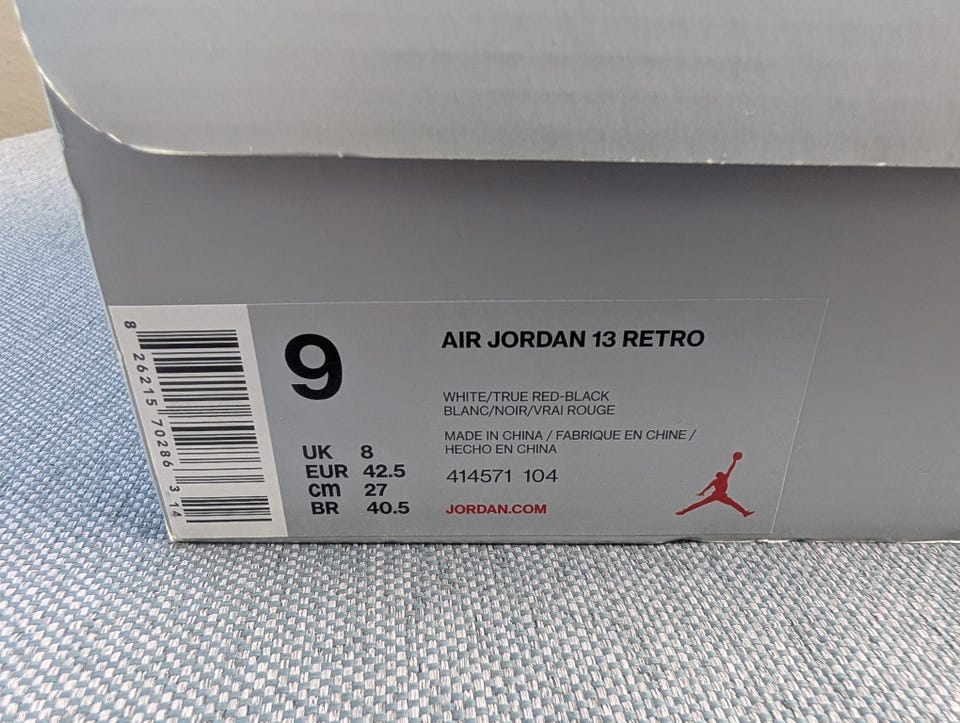 8 26215 70286 3 14
9
UK 8
EUR 42.5
cm 27
BR 40.5
AIR JORDAN 13 RETRO
WHITE/TRUE RED-BLACK
BLANC/NOIR/VRAI ROUGE
MADE IN CHINA / FABRIQUE EN CHINE /
HECHO EN CHINA
414571 104
JORDAN.COM